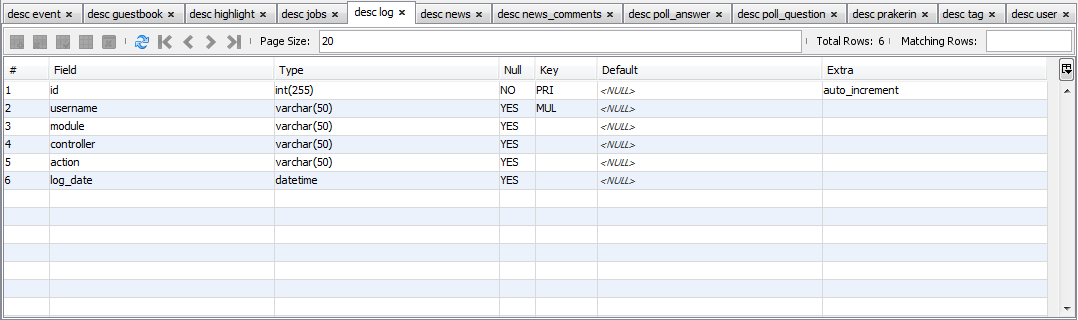 desc event × desc guestbook × desc highlight × desc jobs × desc log × desc news × desc news_comments × desc poll_answer × desc poll_question × desc prakerin × desc tag × desc user ×
Page Size: 20 Total Rows: 6 Matching Rows:
# Field Type Null Key Default Extra
1 id int(255) NO PRI <NULL> auto_increment
2 username varchar(50) YES MUL <NULL>
3 module varchar(50) YES <NULL>
4 controller varchar(50) YES <NULL>
5 action varchar(50) YES <NULL>
6 log_date datetime YES <NULL>